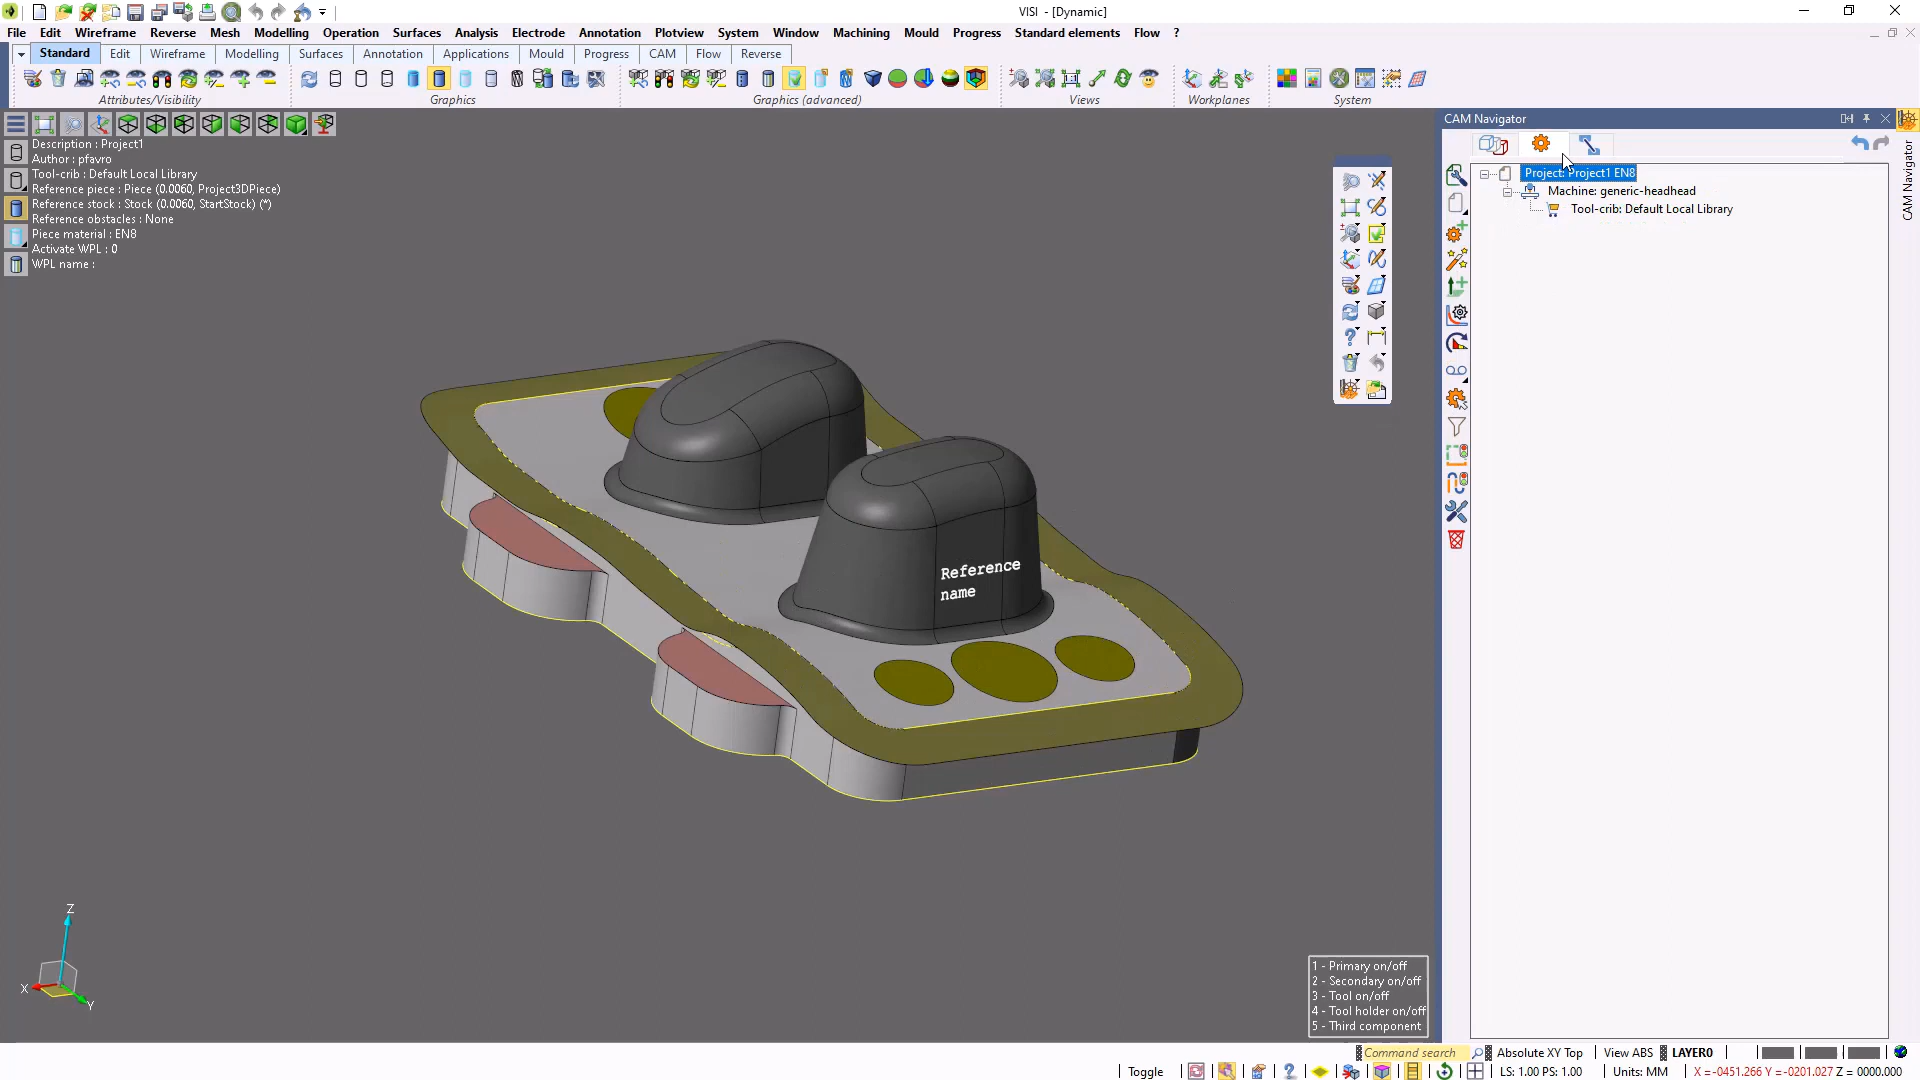 VISI - [Dynamic]
File Edit Wireframe Reverse Mesh Modelling Operation Surfaces Analysis Electrode Annotation Plotview System Window Machining Mould Progress Standard elements Flow ?
Standard Edit Wireframe Modelling Surfaces Annotation Applications Mould Progress CAM Flow Reverse
Attributes/Visibility Graphics Graphics (advanced) Views Workplanes System
CAM Navigator
Description : Project1
Author : pfavro
Tool-crib : Default Local Library
Reference piece : Piece (0.0060, Project3DPiece)
Reference stock : Stock (0.0060, StartStock) (*)
Reference obstacles : None
Piece material : EN8
Activate WPL : 0
WPL name :
Project: Project1 EN8
Machine: generic-headhead
Tool-crib: Default Local Library
CAM Navigator
Reference
name
Z
X
Y
1 - Primary on/off
2 - Secondary on/off
3 - Tool on/off
4 - Tool holder on/off
5 - Third component
Command search Absolute XY Top View ABS LAYER0
Toggle LS: 1.00 PS: 1.00 Units: MM X =-0451.266 Y =-0201.027 Z = 0000.000